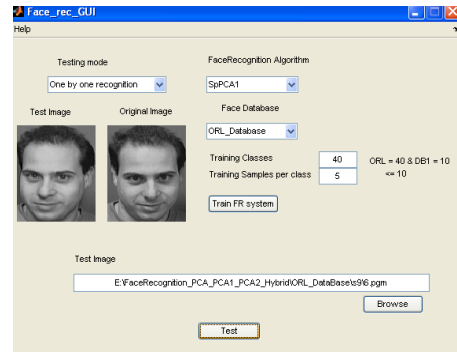 Face_rec_GUI
Help
Testing mode
FaceRecognition Algorithm
One by one recognition
SpPCA1
Test Image
Original Image
Face Database
ORL_Database
Training Classes
40
ORL = 40 & DB1 = 10
Training Samples per class
5
<= 10
Train FR system
Test Image
E:\FaceRecognition_PCA_PCA1_PCA2_Hybrid\ORL_DataBase\s9\6.pgm
Browse
Test